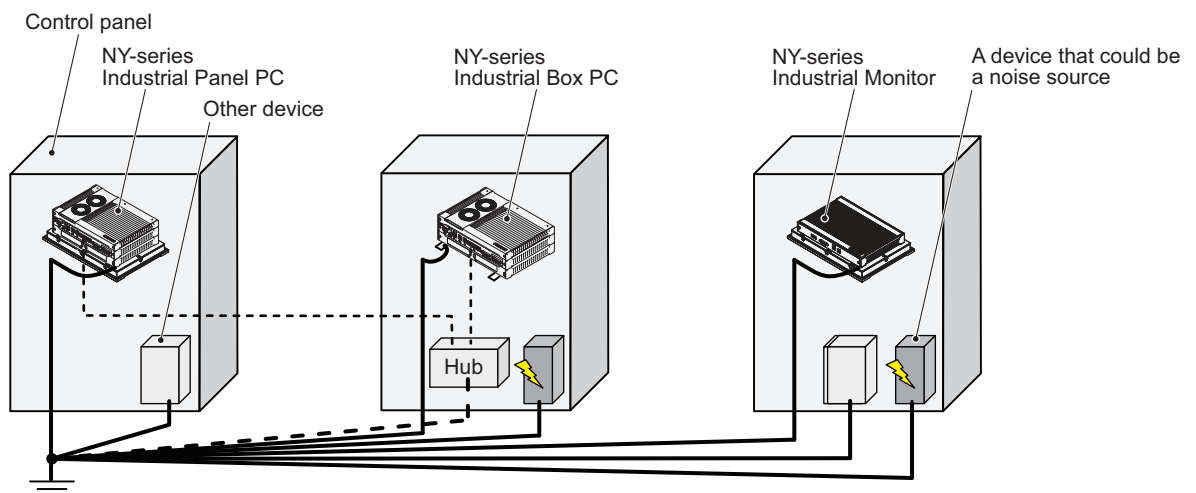 Control panel
NY-series
Industrial Panel PC
Other device
NY-series
Industrial Box PC
NY-series
Industrial Monitor
A device that could be
a noise source
Hub